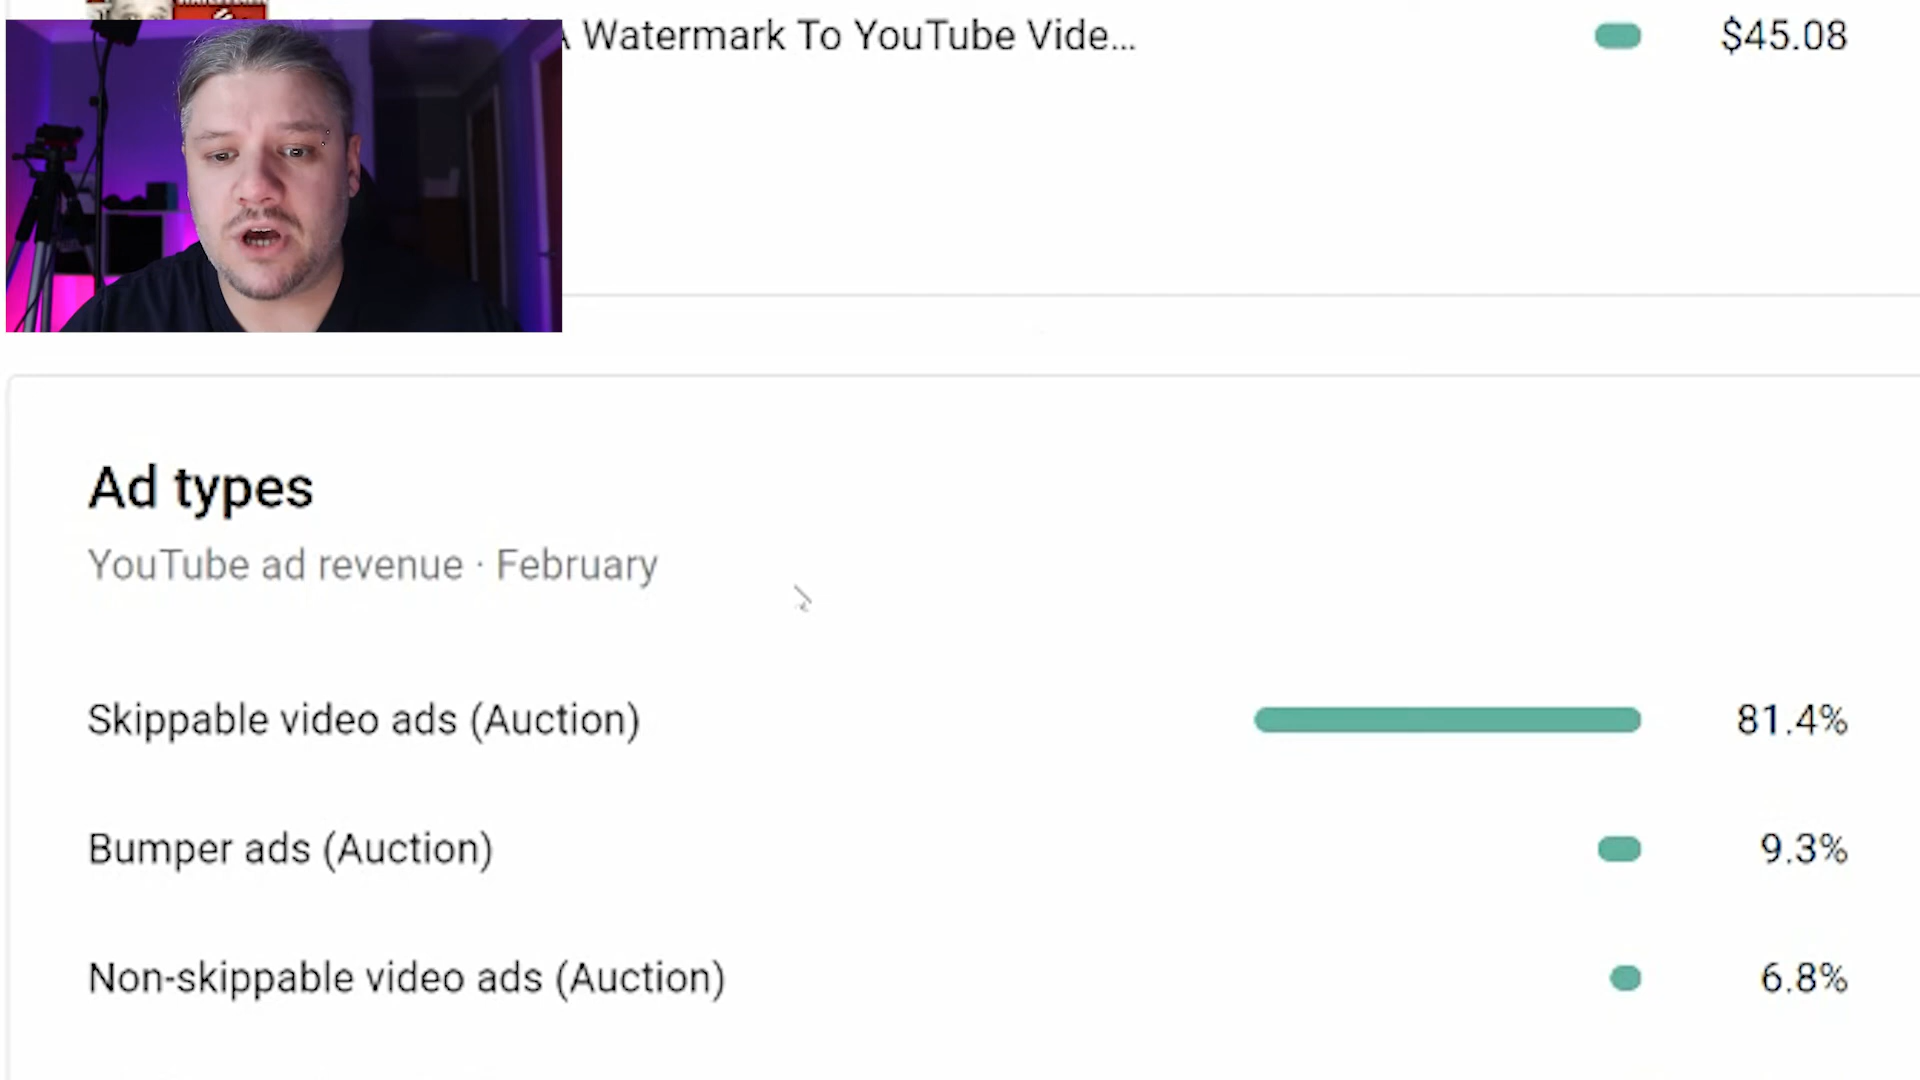 A Watermark To YouTube Vide...
$45.08
Ad types
YouTube ad revenue · February
Skippable video ads (Auction)
81.4%
Bumper ads (Auction)
9.3%
Non-skippable video ads (Auction)
6.8%